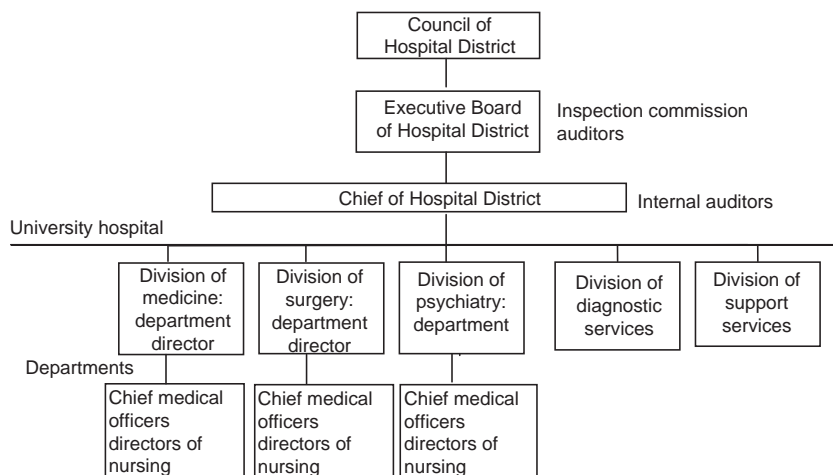 Council of
Hospital District
Executive Board
of Hospital District
Inspection commission
auditors
Chief of Hospital District
Internal auditors
University hospital
Division of
medicine:
department
director
Division of
surgery:
department
director
Division of
psychiatry:
department
Division of
diagnostic
services
Division of
support
services
Departments
Chief medical
officers
directors of
nursing
Chief medical
officers
directors of
nursing
Chief medical
officers
directors of
nursing